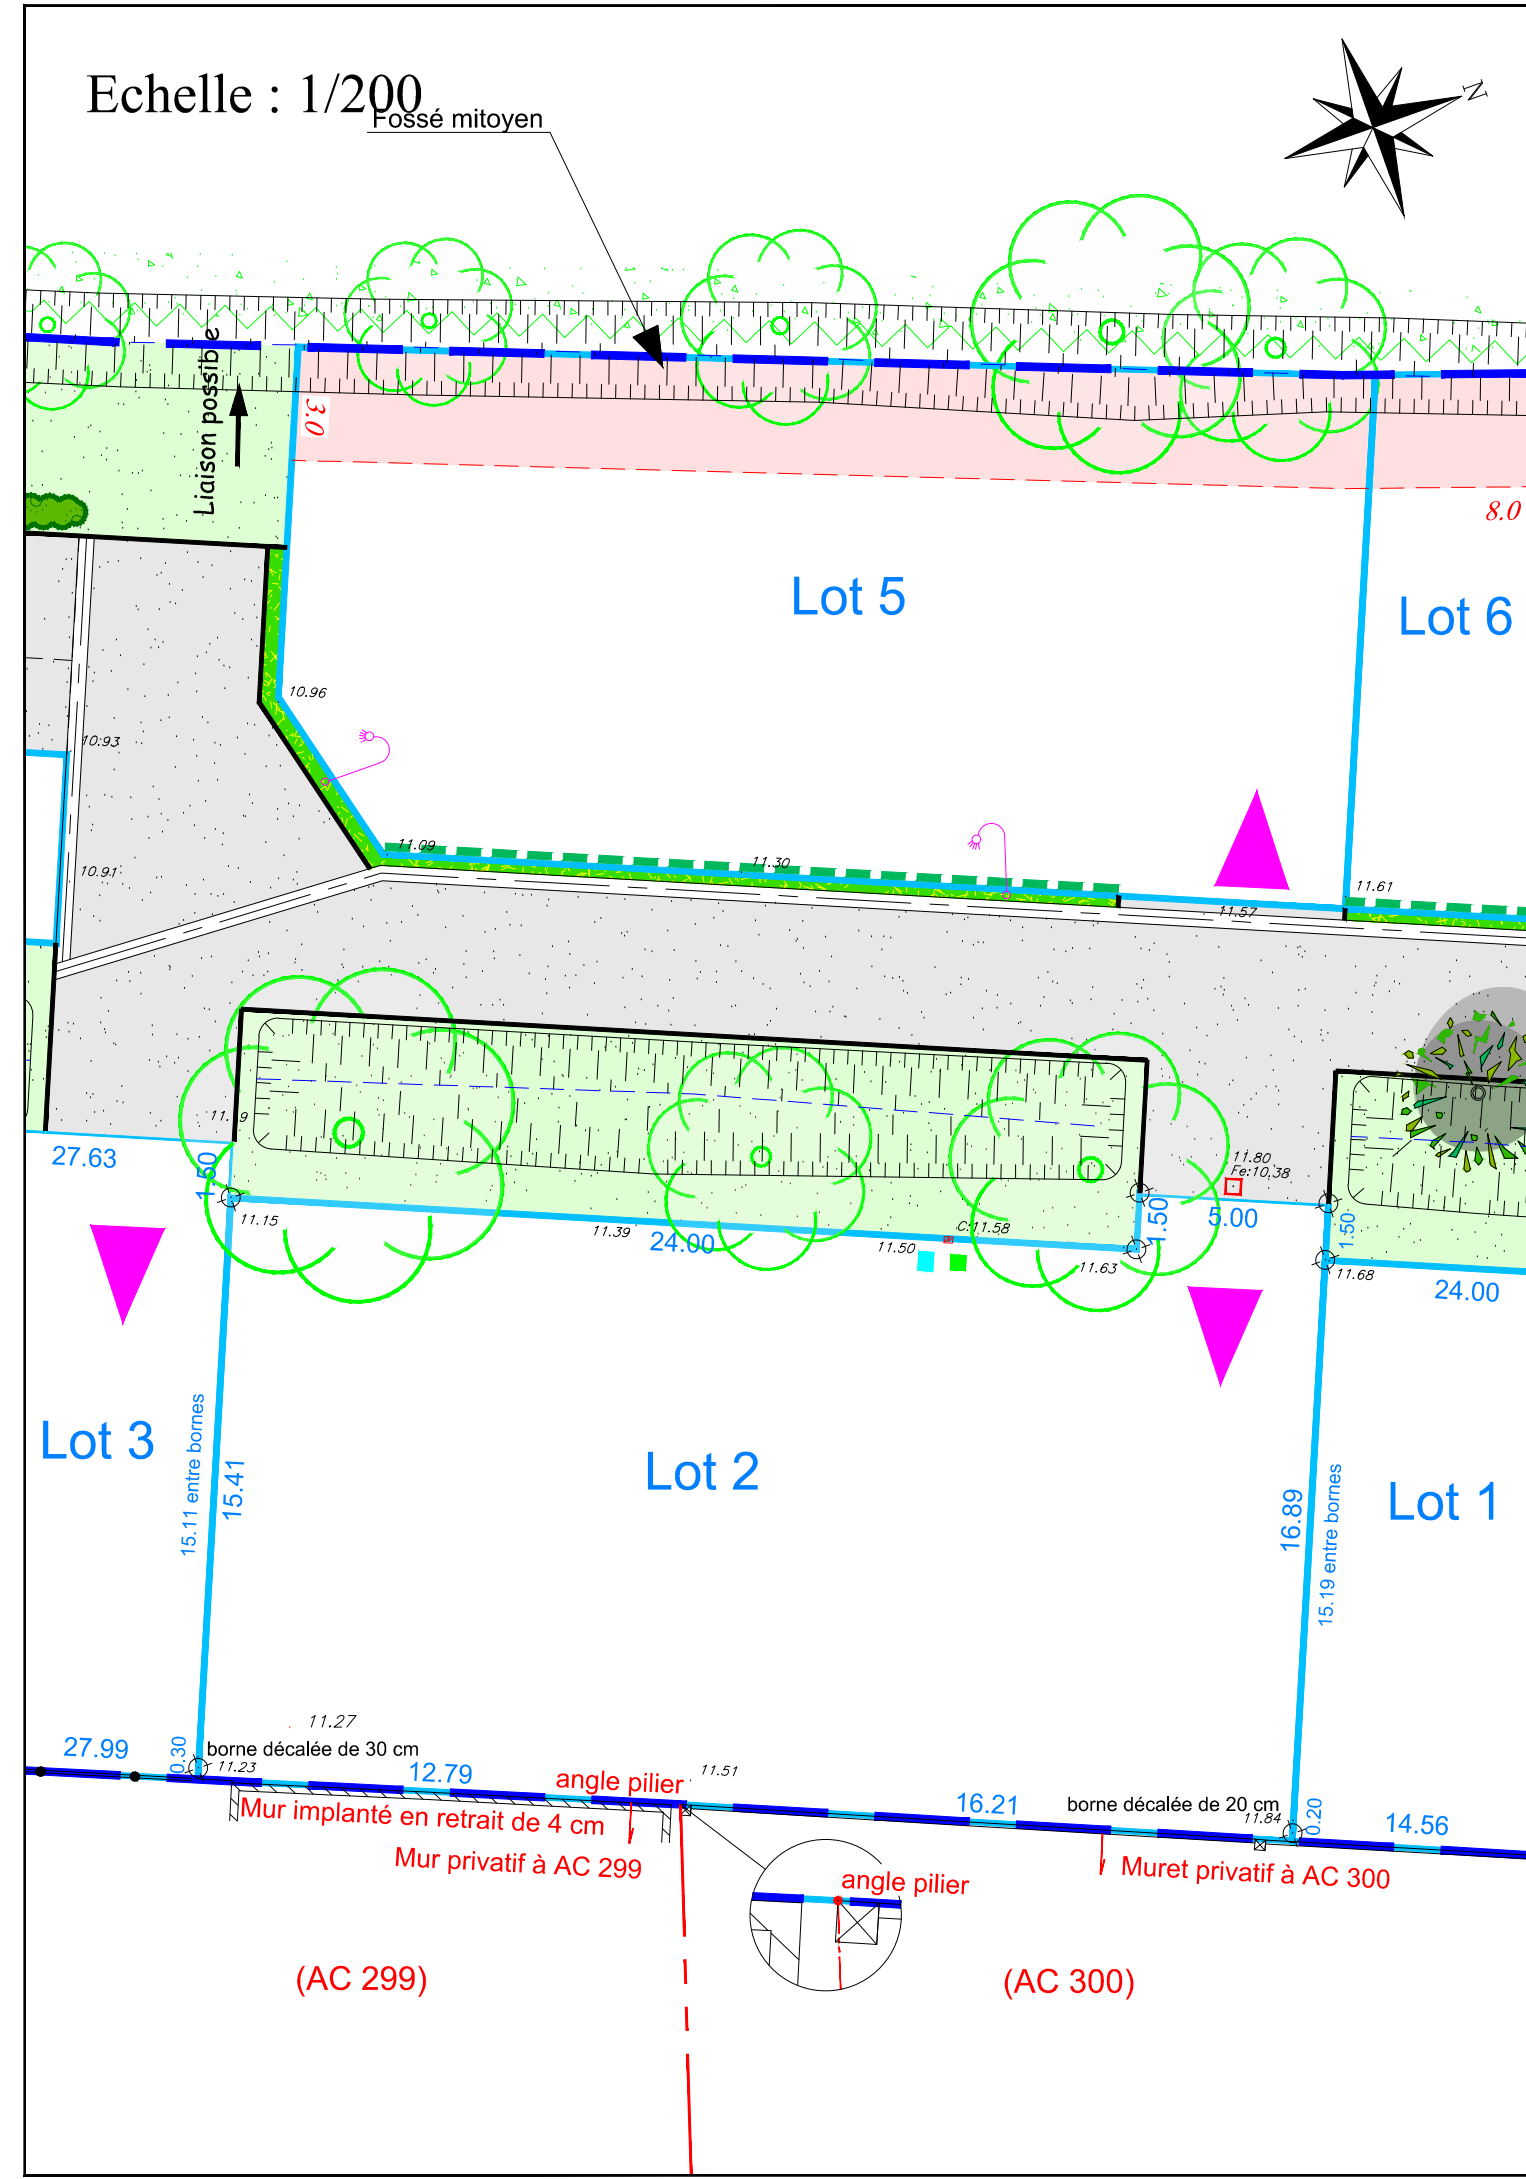 Echelle : 1/200
Fossé mitoyen
N
Liaison possible
3.0
8.0
Lot 5
Lot 6
10.96
10.93
10.91
11.09
11.30
11.61
11.57
27.63
1.50
11.15
11.39
24.00
11.50
C:11.58
11.63
1.50
11.80
Fe:10.38
5.00
1.50
11.68
24.00
Lot 3
15.11 entre bornes
15.41
Lot 2
16.89
15.19 entre bornes
Lot 1
27.99
0.30
borne décalée de 30 cm
11.27
11.23
12.79
angle pilier
11.51
16.21
borne décalée de 20 cm
11.84
0.20
14.56
Mur implanté en retrait de 4 cm
Mur privatif à AC 299
angle pilier
Muret privatif à AC 300
(AC 299)
(AC 300)